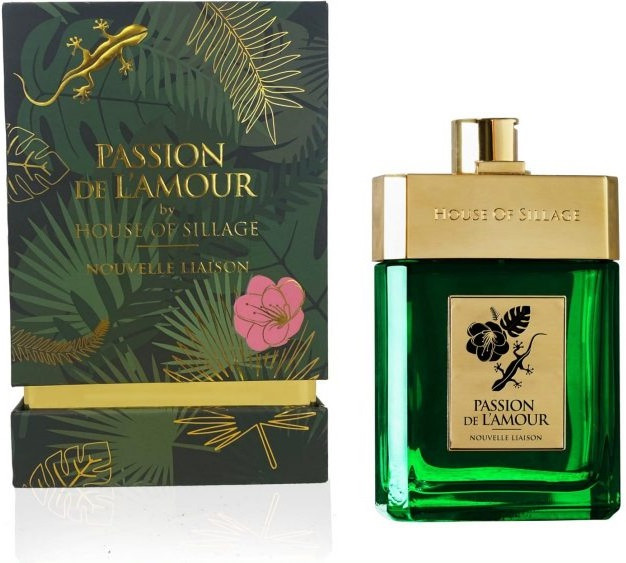 PASSION
DE L'AMOUR
by
HOUSE OF SILLAGE
NOUVELLE LIAISON
HOUSE OF SILLAGE
PASSION
DE L'AMOUR
NOUVELLE LIAISON